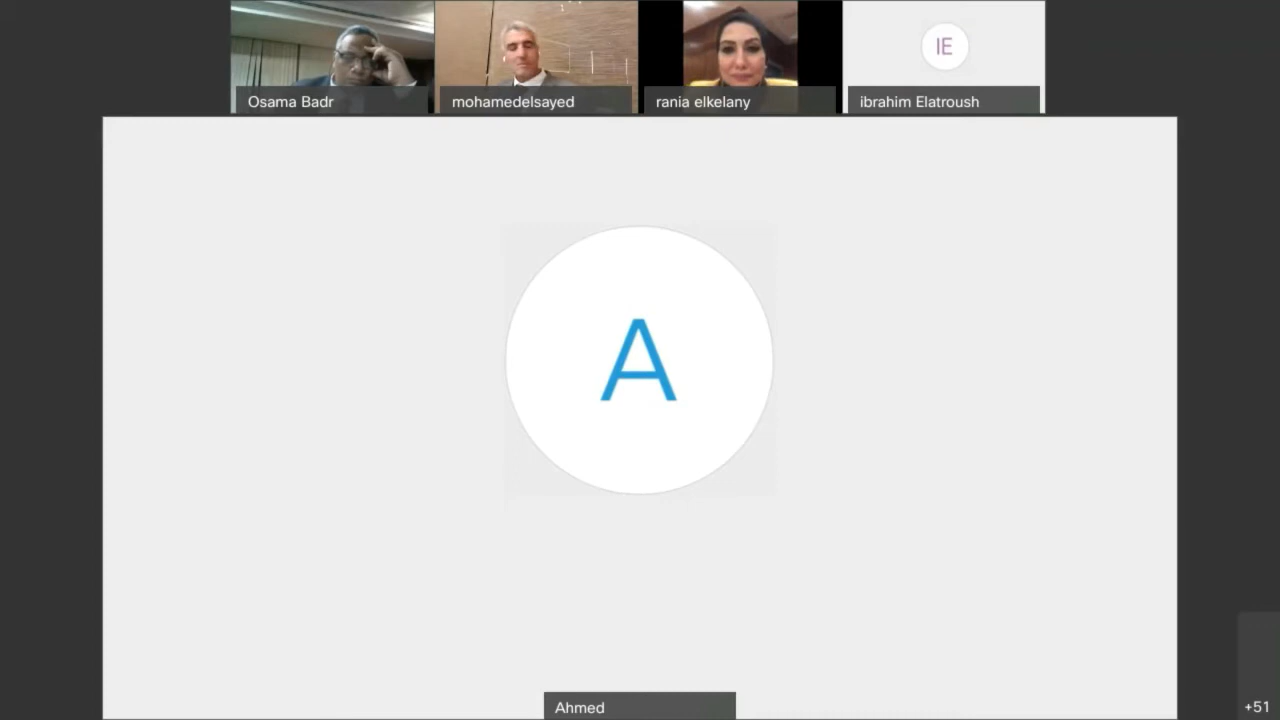 Osama Badr
mohamedelsayed
rania elkelany
IE
ibrahim Elatroush
A
Ahmed
+51